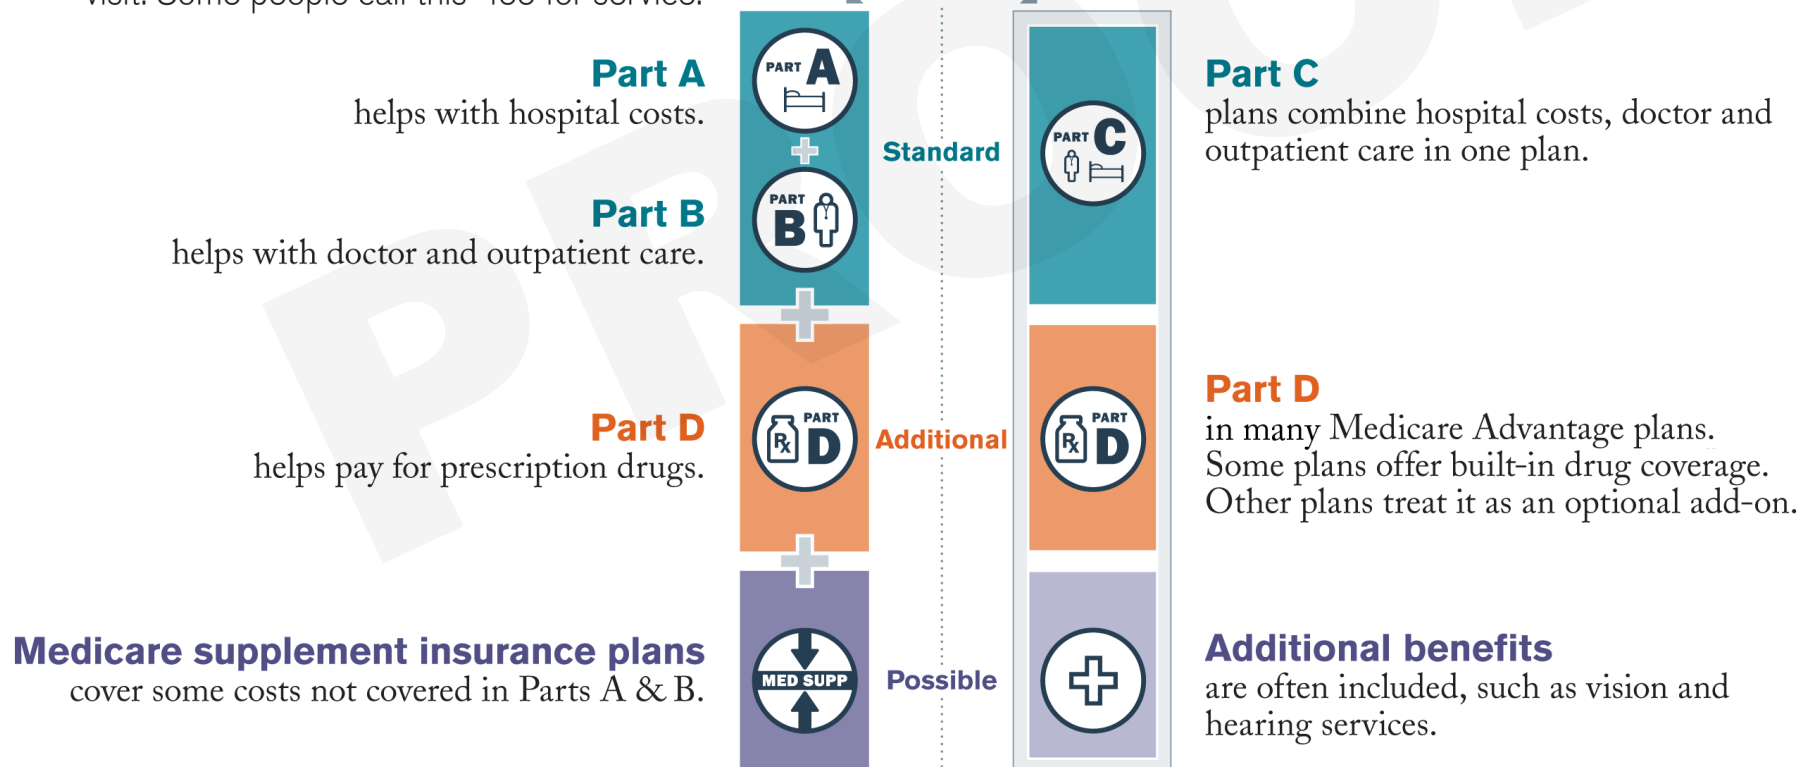 Part A
helps with hospital costs.
PART A
Part B
helps with doctor and outpatient care.
PART
B
Standard
PART C
Part C
plans combine hospital costs, doctor and
outpatient care in one plan.
Part D
helps pay for prescription drugs.
Rx
PART
D
Additional
Rx
PART
D
Part D
in many Medicare Advantage plans.
Some plans offer built-in drug coverage.
Other plans treat it as an optional add-on.
Medicare supplement insurance plans
cover some costs not covered in Parts A & B.
MED SUPP
Possible
Additional benefits
are often included, such as vision and
hearing services.